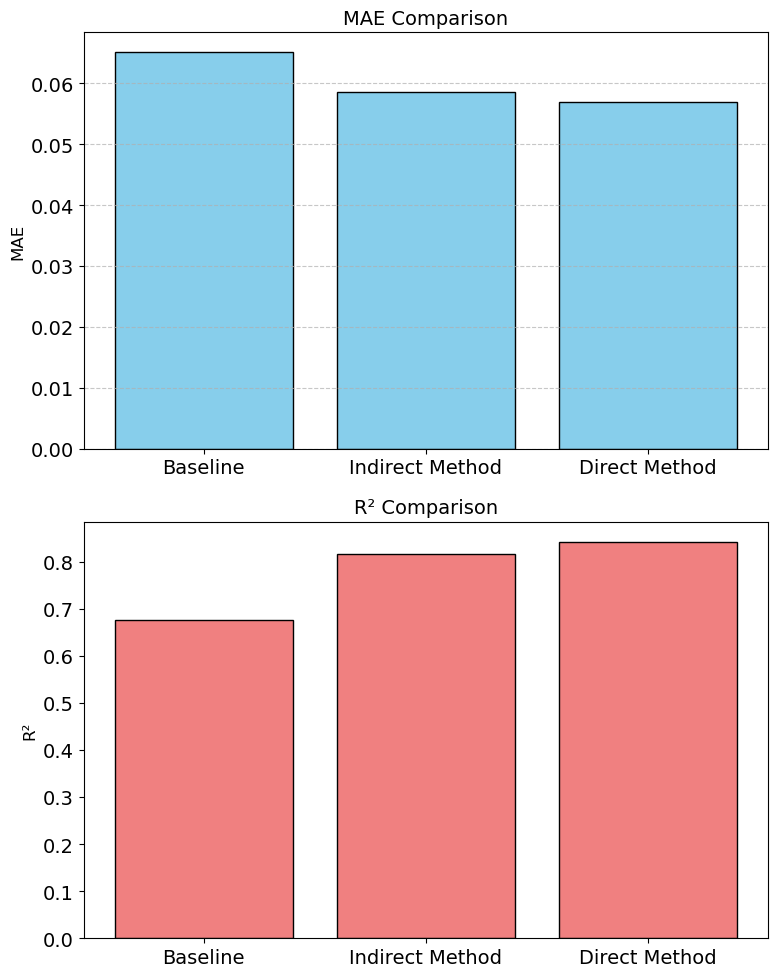 MAE Comparison
MAE
0.06
0.05
0.04
0.03
0.02
0.01
0.00
Baseline Indirect Method Direct Method
R² Comparison
R²
0.8
0.7
0.6
0.5
0.4
0.3
0.2
0.1
0.0
Baseline Indirect Method Direct Method